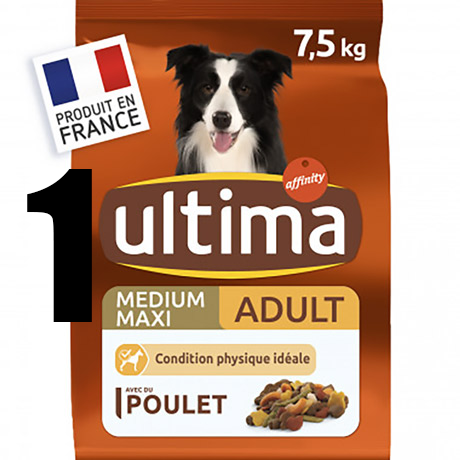 7,5 kg
PRODUIT EN
FRANCE
1
affinity
ultima
MEDIUM
MAXI
ADULT
Condition physique idéale
AVEC DU
POULET